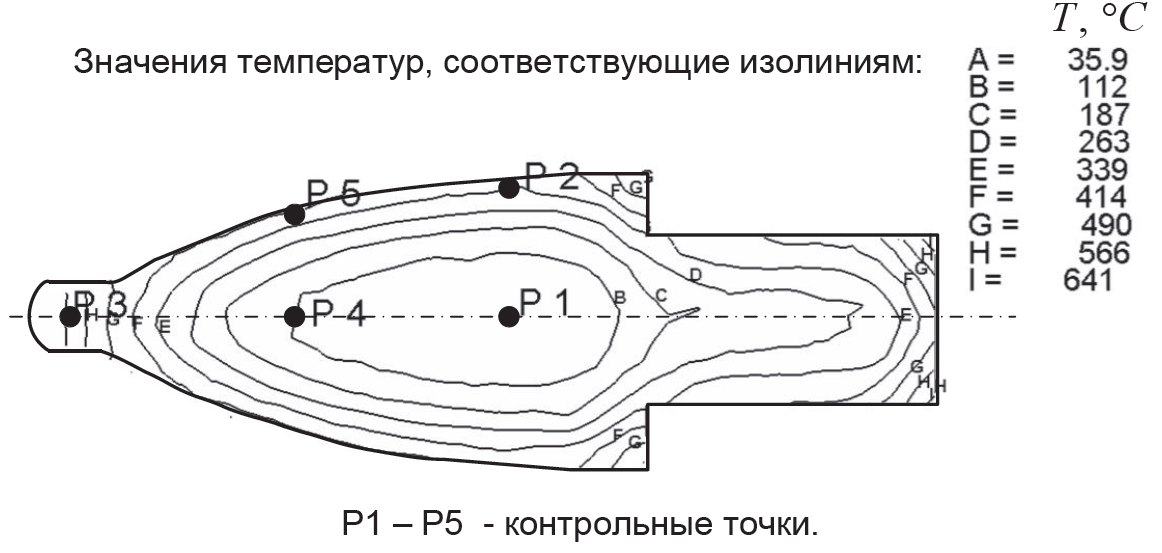 T, °C
Значения температур, соответствующие изолиниям:
A = 35.9
B = 112
C = 187
D = 263
E = 339
F = 414
G = 490
H = 566
I = 641
P 5
P 2
F G G
H
G
F
D
P 3
H G F E
P 4
P 1
B
C
E
G
H H
F G
P1 – P5 - контрольные точки.